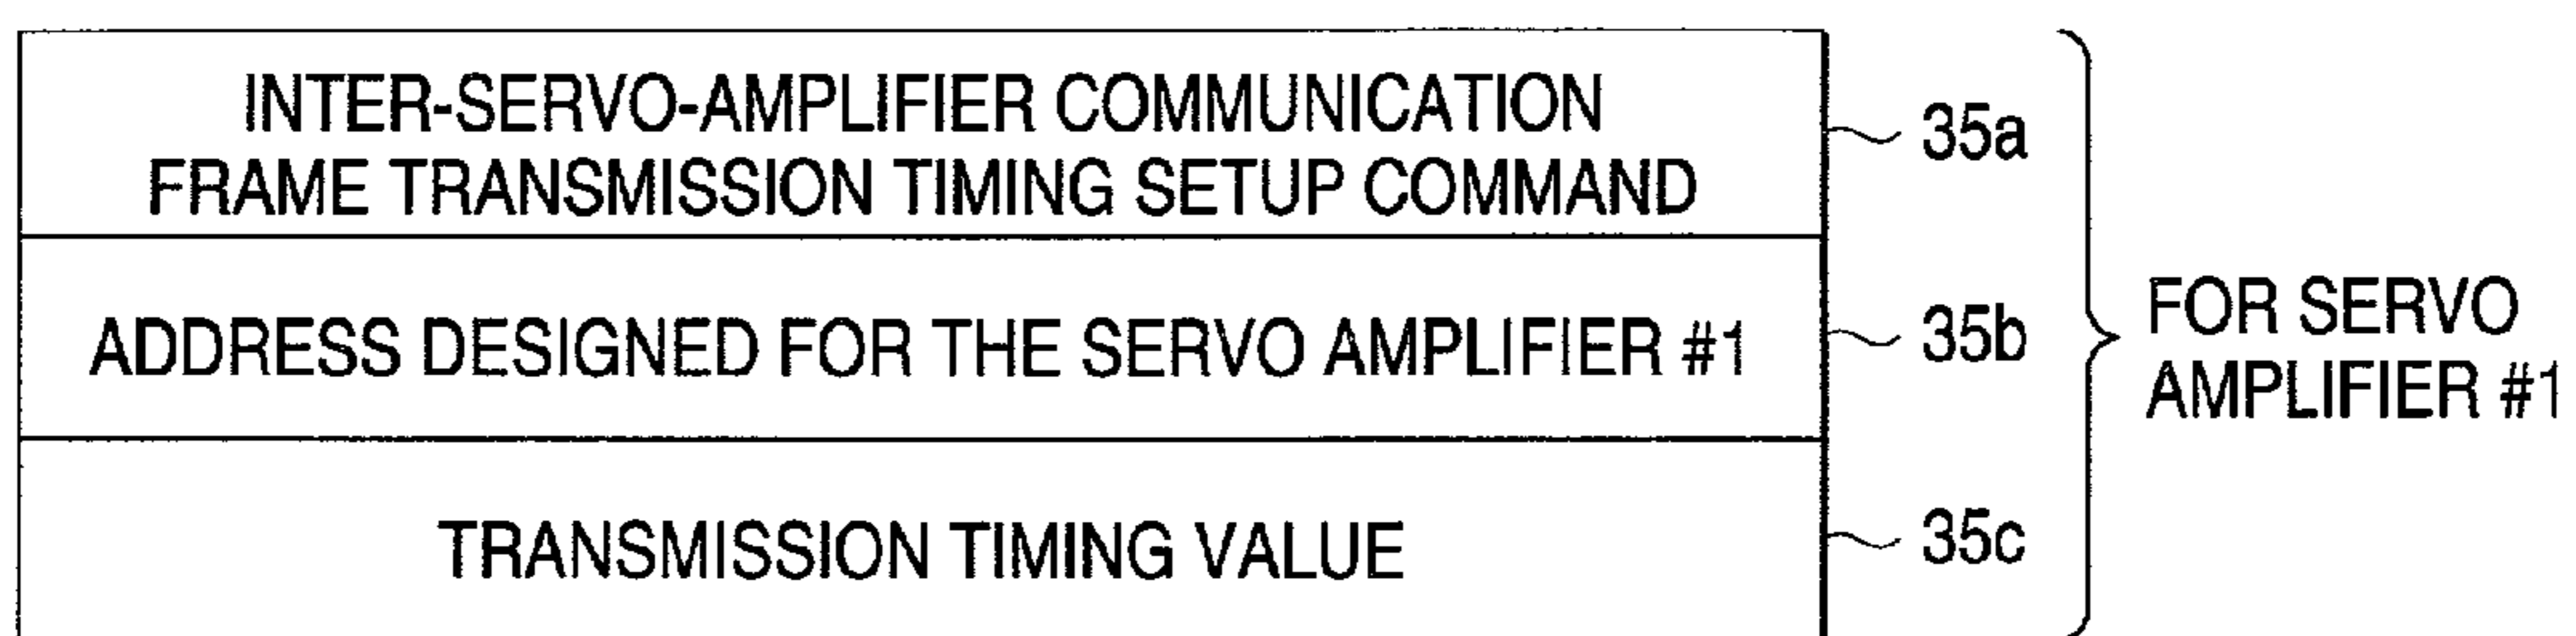 INTER-SERVO-AMPLIFIER COMMUNICATION
FRAME TRANSMISSION TIMING SETUP COMMAND
35a
ADDRESS DESIGNED FOR THE SERVO AMPLIFIER #1
35b
TRANSMISSION TIMING VALUE
35c
FOR SERVO
AMPLIFIER #1